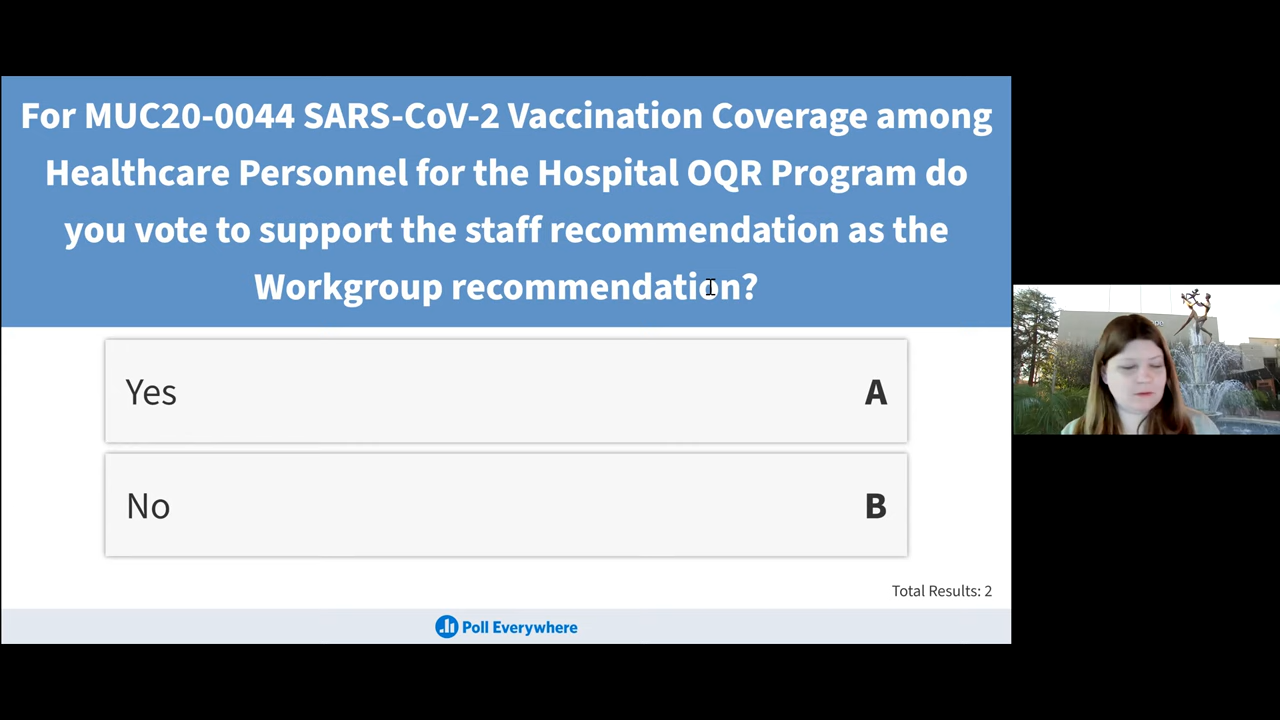 For MUC20-0044 SARS-CoV-2 Vaccination Coverage among
Healthcare Personnel for the Hospital OQR Program do
you vote to support the staff recommendation as the
Workgroup recommendation?
Yes A
No B
Total Results: 2
Poll Everywhere